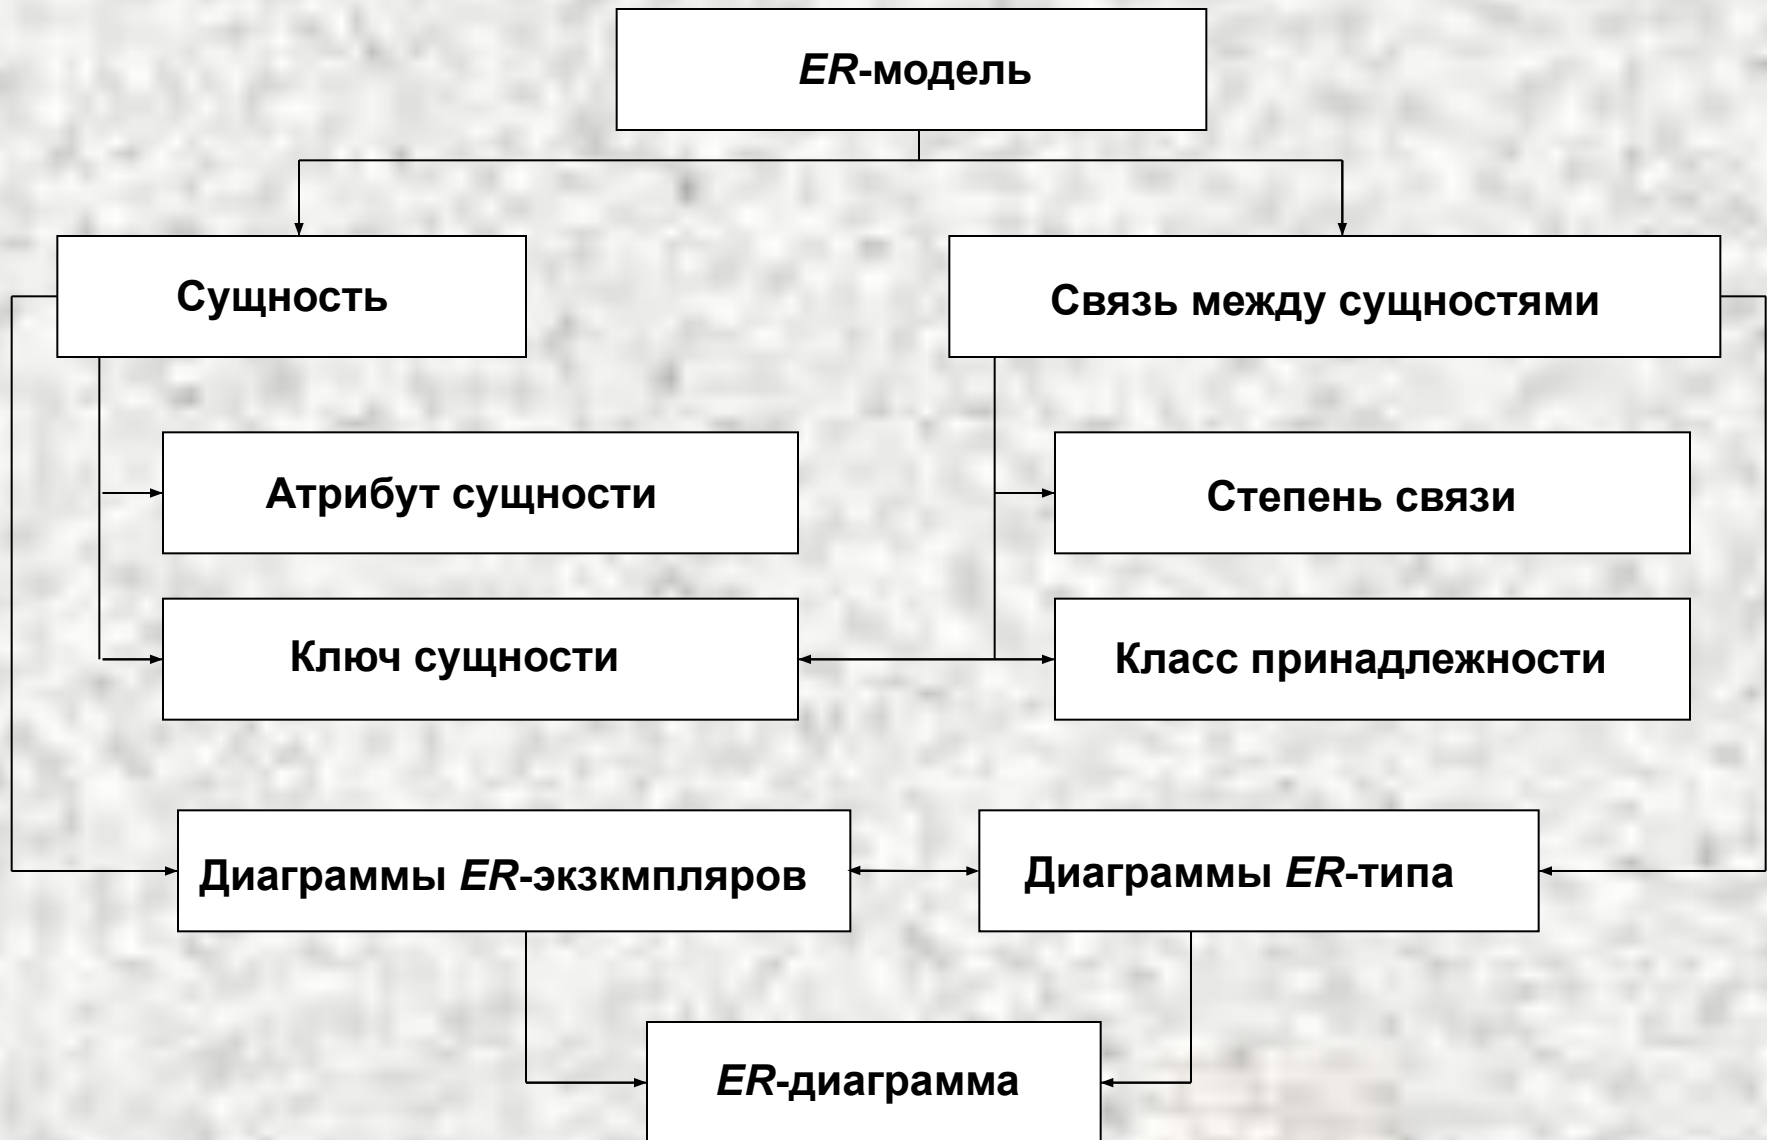 ER-модель
Сущность
Связь между сущностями
Атрибут сущности
Степень связи
Ключ сущности
Класс принадлежности
Диаграммы ER-экзкмпляров
Диаграммы ER-типа
ER-диаграмма